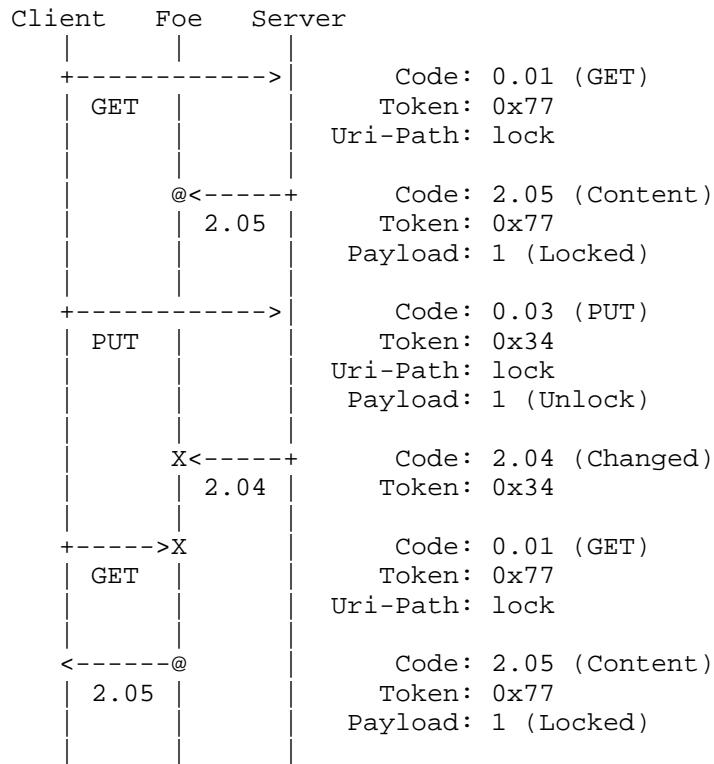 Client    Foe   Server
   |      |       |
   +------------->|      Code: 0.01 (GET)
   | GET  |       |     Token: 0x77
   |      |       |  Uri-Path: lock
   |      |       |
   |      @<-----+      Code: 2.05 (Content)
   |      | 2.05 |     Token: 0x77
   |      |      |   Payload: 1 (Locked)
   |      |      |
   +------------->      Code: 0.03 (PUT)
   | PUT  |      |     Token: 0x34
   |      |      |  Uri-Path: lock
   |      |      |   Payload: 1 (Unlock)
   |      |      |
   |      X<-----+      Code: 2.04 (Changed)
   |      | 2.04 |     Token: 0x34
   |      |      |
   +----->X      |      Code: 0.01 (GET)
   | GET  |      |     Token: 0x77
   |      |      |  Uri-Path: lock
   |      |      |
   <------@      |      Code: 2.05 (Content)
   | 2.05 |      |     Token: 0x77
   |      |      |   Payload: 1 (Locked)
   |      |      |